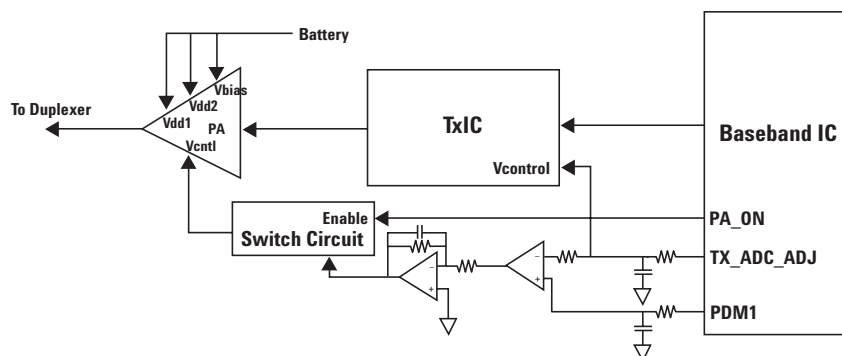 Battery
Vbias
Vdd2
To Duplexer
Vdd1
PA
Vcntl
TxIC
Vcontrol
Baseband IC
Enable
Switch Circuit
PA_ON
TX_ADC_ADJ
PDM1
−
+
−
+